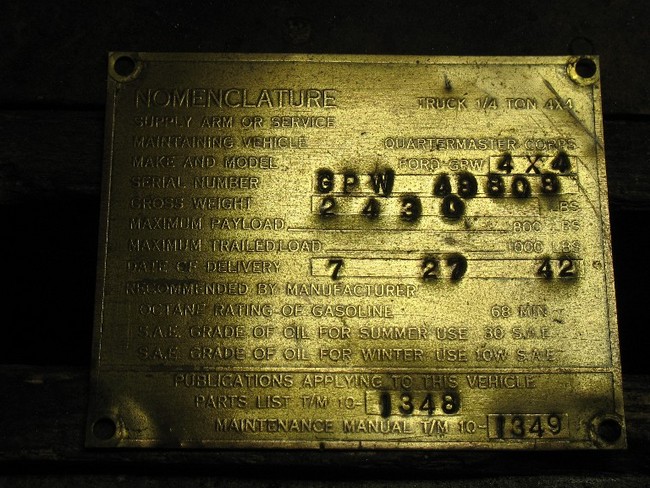 NOMENCLATURE TRUCK 1/4 TON 4X4
SUPPLY ARM OR SERVICE
MAINTAINING VEHICLE QUARTERMASTER CORPS
MAKE AND MODEL FORD-GPW 4X4
SERIAL NUMBER GPW 49809
GROSS WEIGHT 2430 LBS
MAXIMUM PAYLOAD 800 LBS
MAXIMUM TRAILEDLOAD 1000 LBS
DATE OF DELIVERY 7 27 42
RECOMMENDED BY MANUFACTURER
OCTANE RATING OF GASOLINE 68 MIN
S.A.E. GRADE OF OIL FOR SUMMER USE 30 S.A.E.
S.A.E. GRADE OF OIL FOR WINTER USE 10W S.A.E.
PUBLICATIONS APPLYING TO THIS VEHICLE
PARTS LIST T/M 10- 1348
MAINTENANCE MANUAL T/M 10- 1349